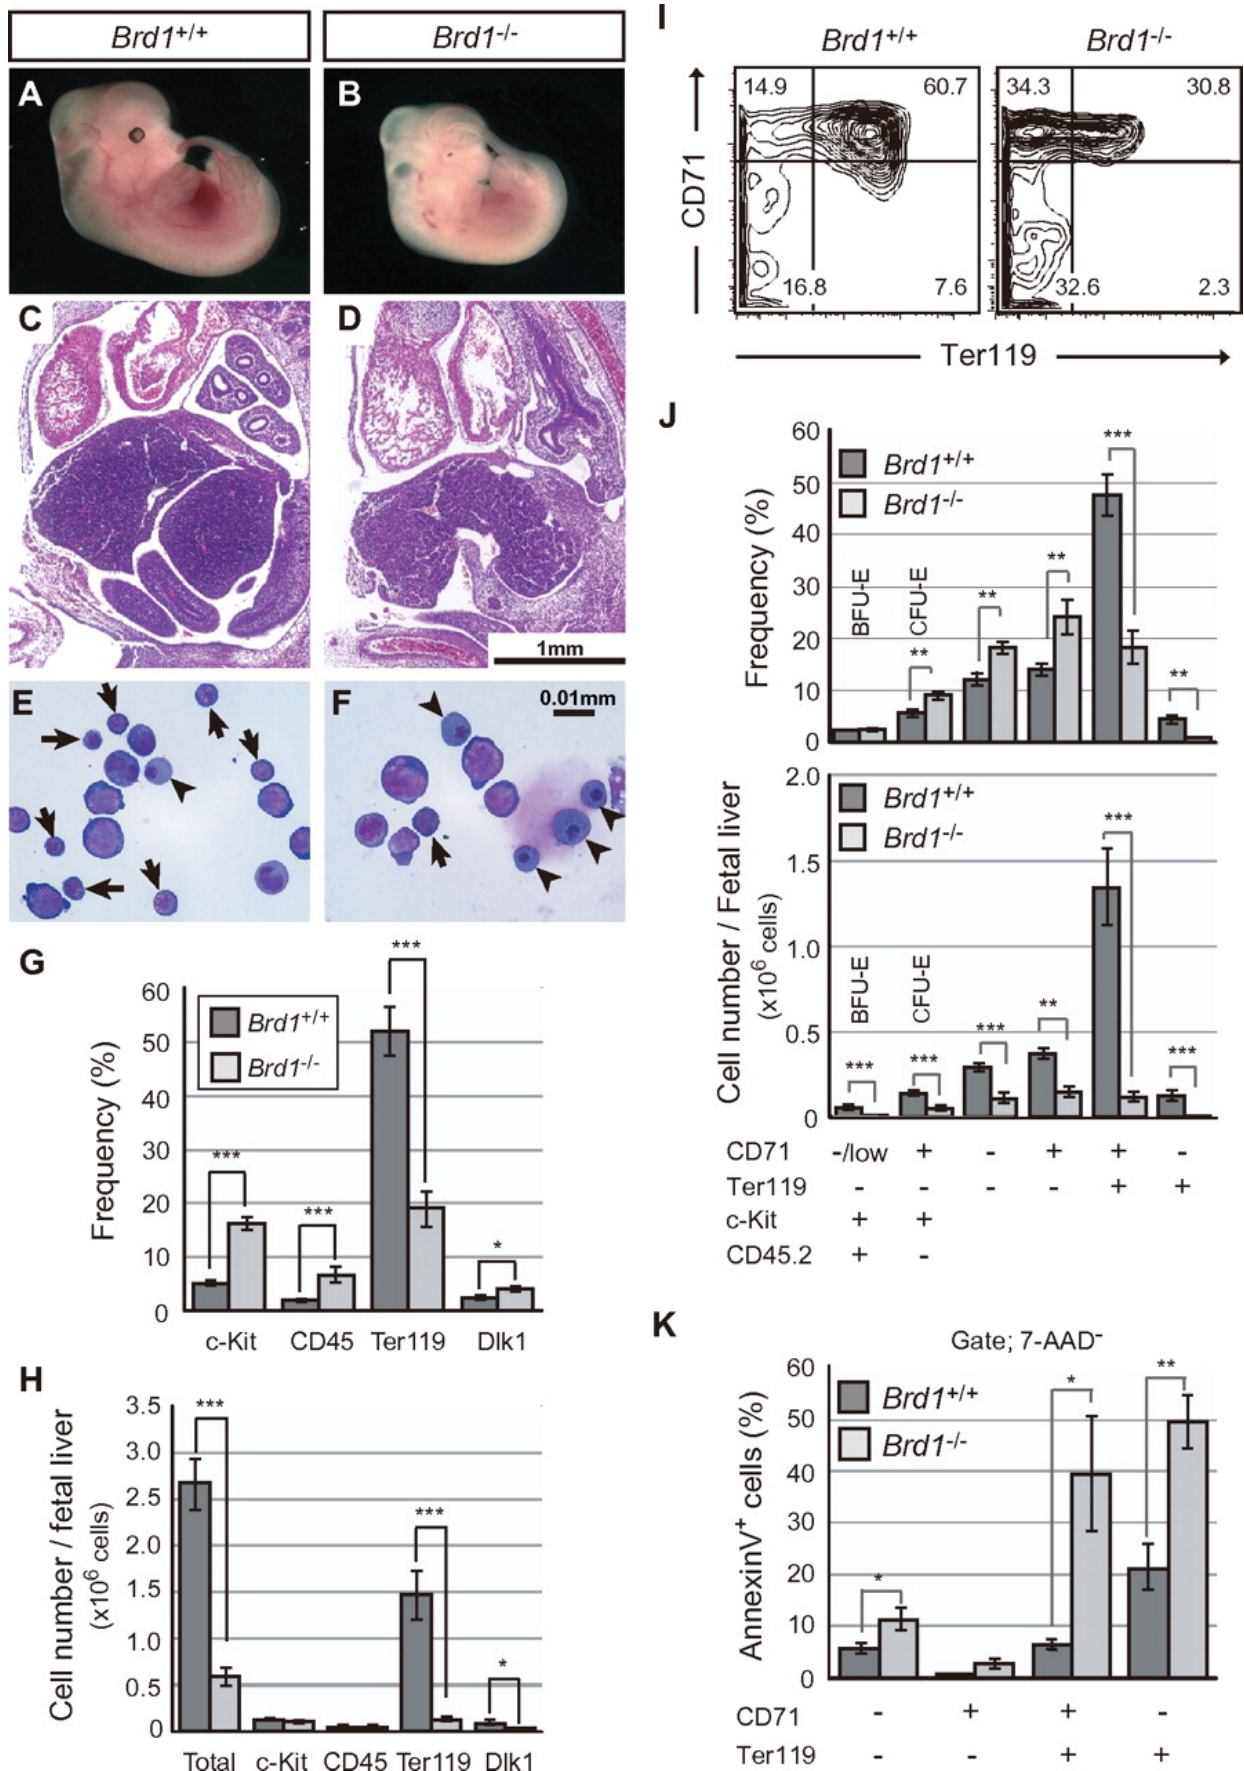 Brd1+/+
Brd1-/-
A
B
C
D
1mm
E
F
0.01mm
G
***
60
50
40
30
20
10
0
Frequency (%)
Brd1+/+
Brd1-/-
***
***
*
c-Kit CD45 Ter119 Dlk1
H
3.5
3.0
2.5
2.0
1.5
1.0
0.5
0
Cell number / fetal liver
(x10⁶ cells)
***
***
*
Total c-Kit CD45 Ter119 Dlk1
I
Brd1+/+
Brd1-/-
14.9 60.7
16.8 7.6
34.3 30.8
32.6 2.3
CD71
Ter119
J
60
50
40
30
20
10
0
Frequency (%)
Brd1+/+
Brd1-/-
BFU-E
CFU-E
**
**
**
***
**
2.0
1.5
1.0
0.5
0
Cell number / Fetal liver
(x10⁶ cells)
Brd1+/+
Brd1-/-
BFU-E
CFU-E
***
***
***
**
***
***
CD71 -/low + - + + -
Ter119 - - - - + +
c-Kit + +
CD45.2 + -
K
Gate; 7-AAD-
60
50
40
30
20
10
0
AnnexinV+ cells (%)
Brd1+/+
Brd1-/-
*
*
**
CD71 - + + -
Ter119 - - + +